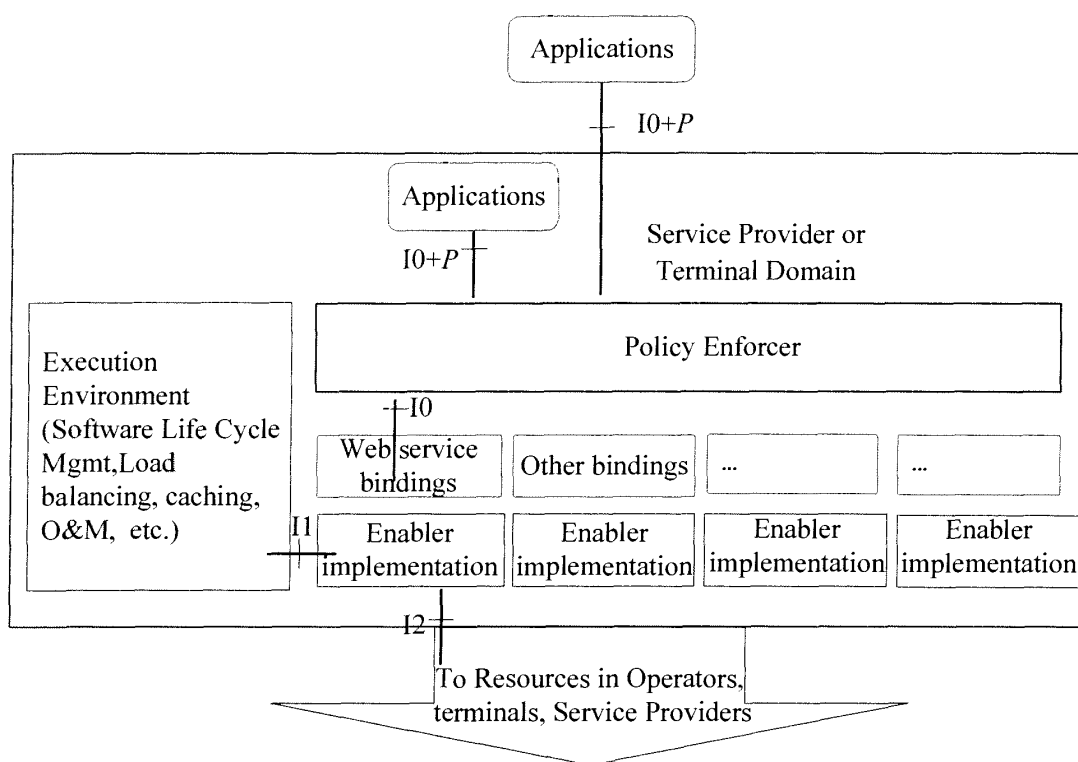 Applications
I0+P
Applications
I0+P
Service Provider or
Terminal Domain
Policy Enforcer
Execution
Environment
(Software Life Cycle
Mgmt,Load
balancing, caching,
O&M, etc.)
I0
Web service
bindings
Other bindings
...
...
I1
Enabler
implementation
Enabler
implementation
Enabler
implementation
Enabler
implementation
I2
To Resources in Operators,
terminals, Service Providers